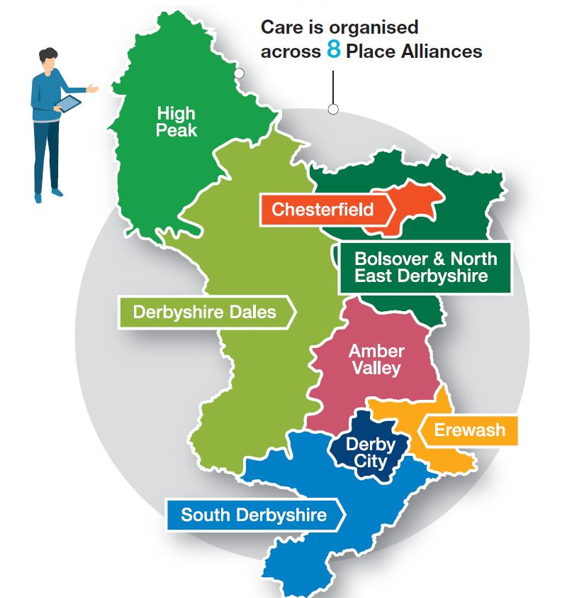 Care is organised
across 8 Place Alliances
High
Peak
Chesterfield
Bolsover & North
East Derbyshire
Derbyshire Dales
Amber
Valley
Erewash
Derby
City
South Derbyshire